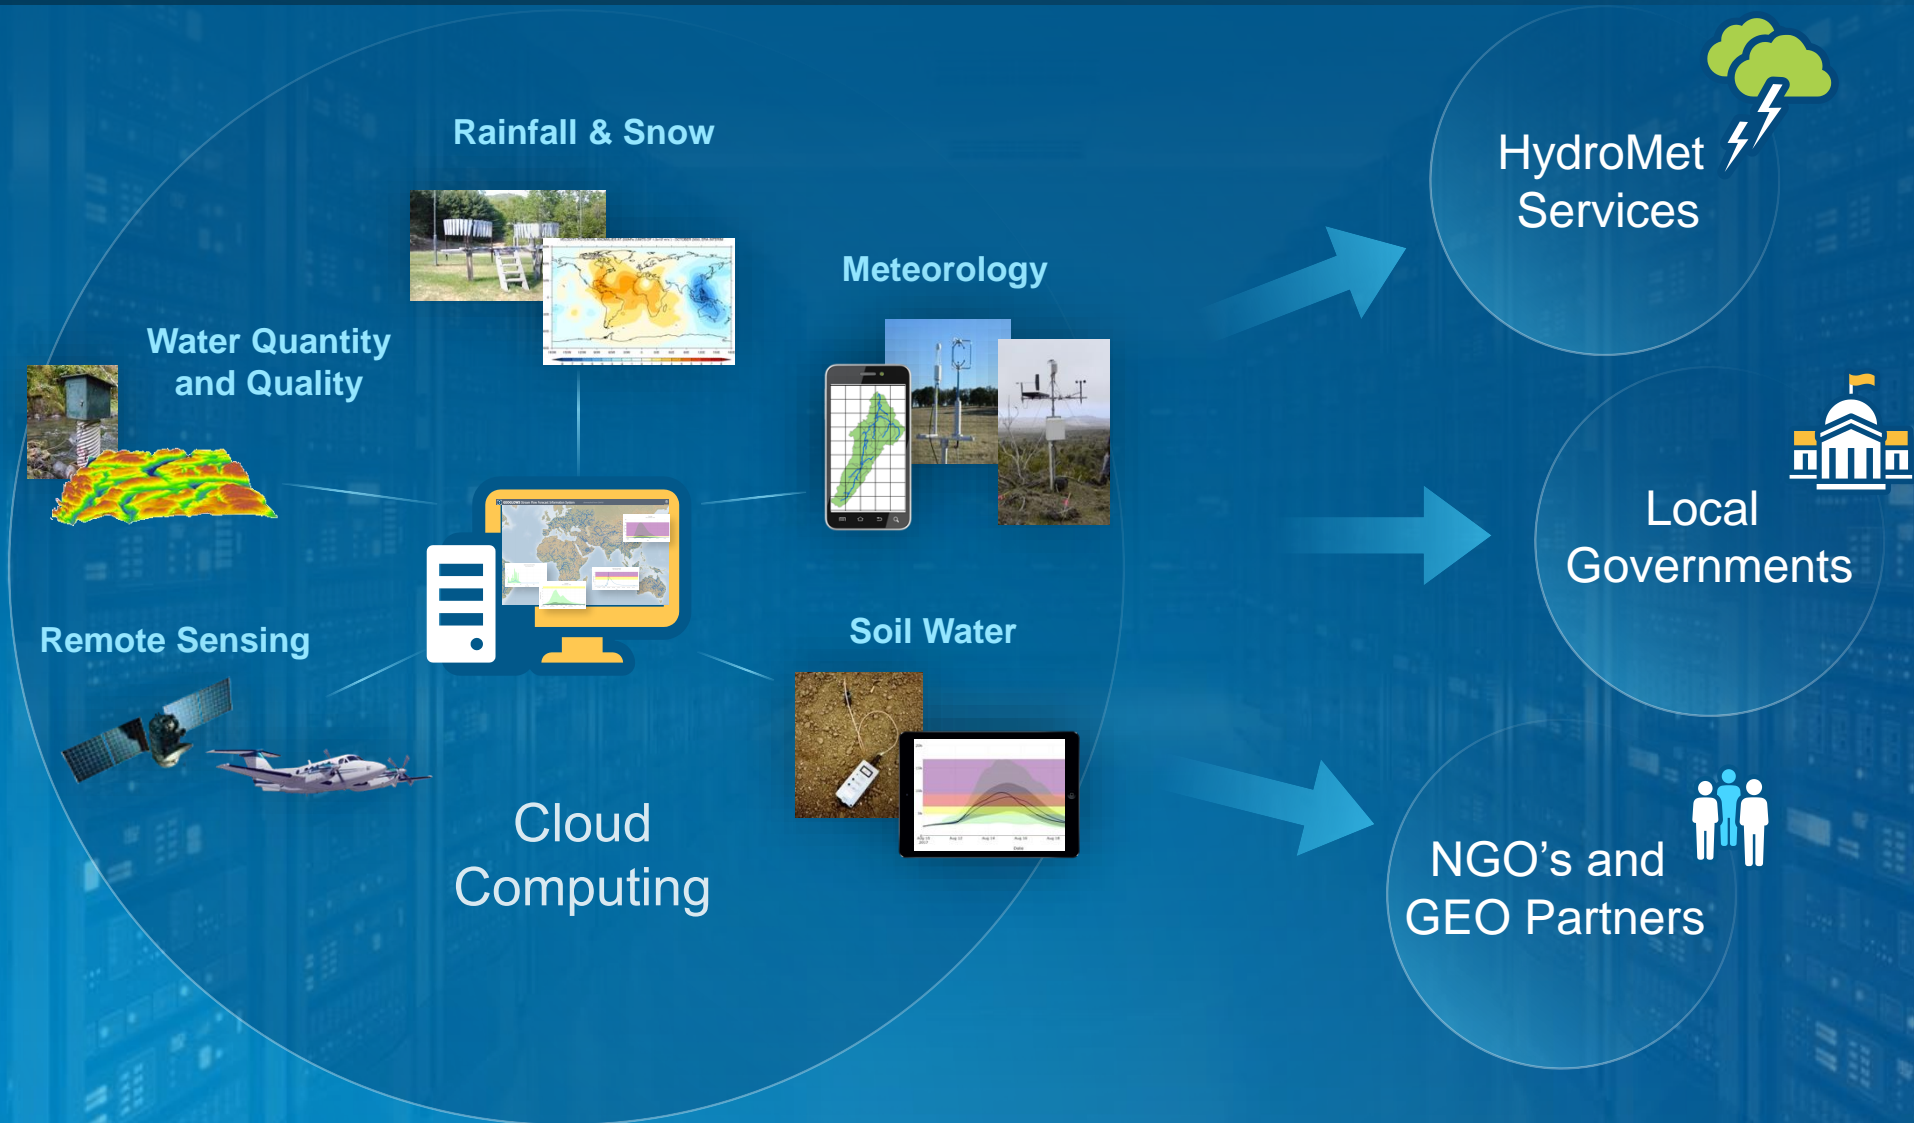 Rainfall & Snow
Meteorology
Water Quantity
and Quality
Remote Sensing
Soil Water
Cloud
Computing
HydroMet
Services
Local
Governments
NGO’s and
GEO Partners
Date